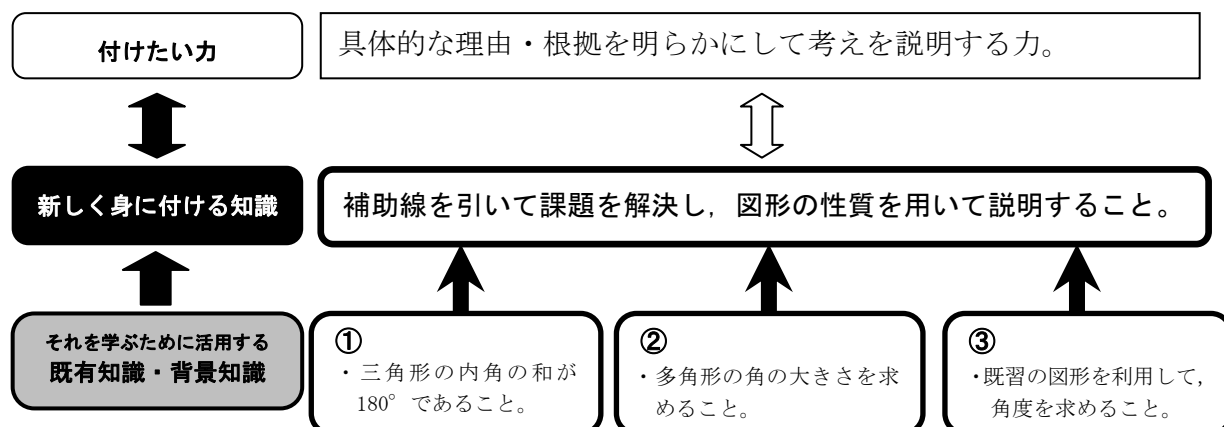 付けたい力
具体的な理由・根拠を明らかにして考えを説明する力。
新しく身に付ける知識
補助線を引いて課題を解決し，図形の性質を用いて説明すること。
それを学ぶために活用する
既有知識・背景知識
①
・三角形の内角の和が
180°であること。
②
・多角形の角の大きさを求
めること。
③
・既習の図形を利用して，
角度を求めること。